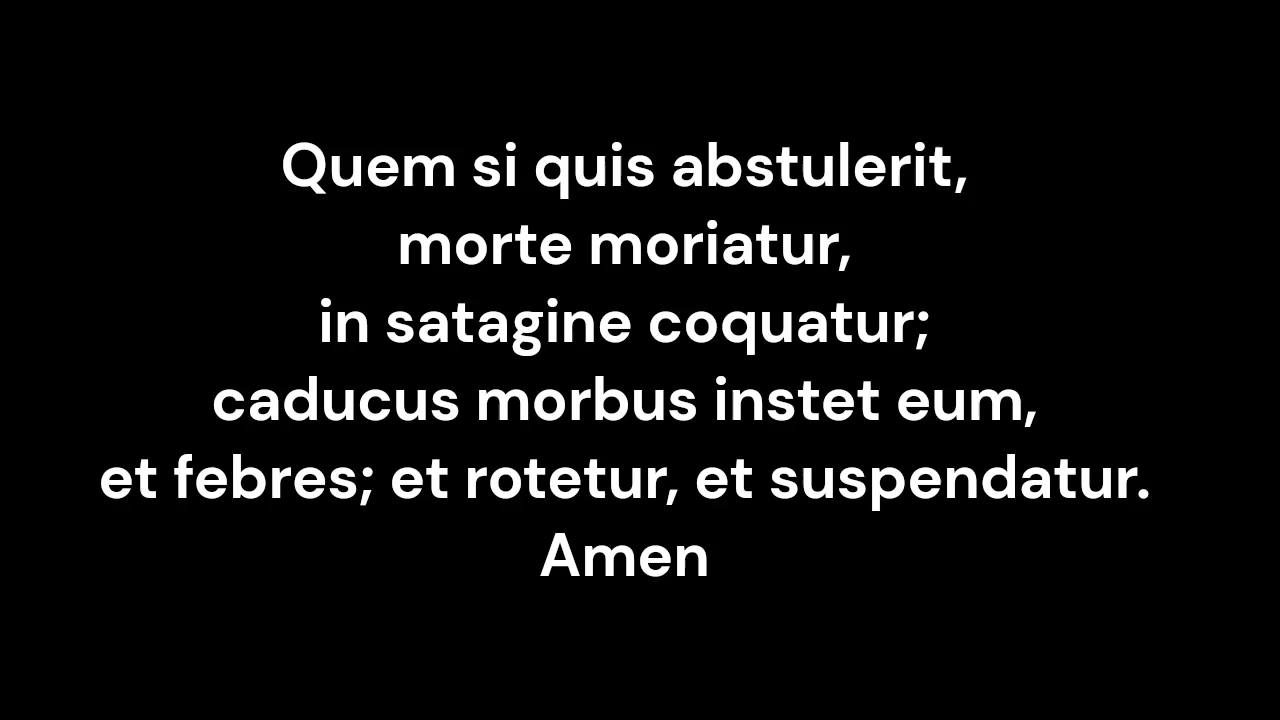 Quem si quis abstulerit,
morte moriatur,
in satagine coquatur;
caducus morbus instet eum,
et febres; et rotetur, et suspendatur.
Amen